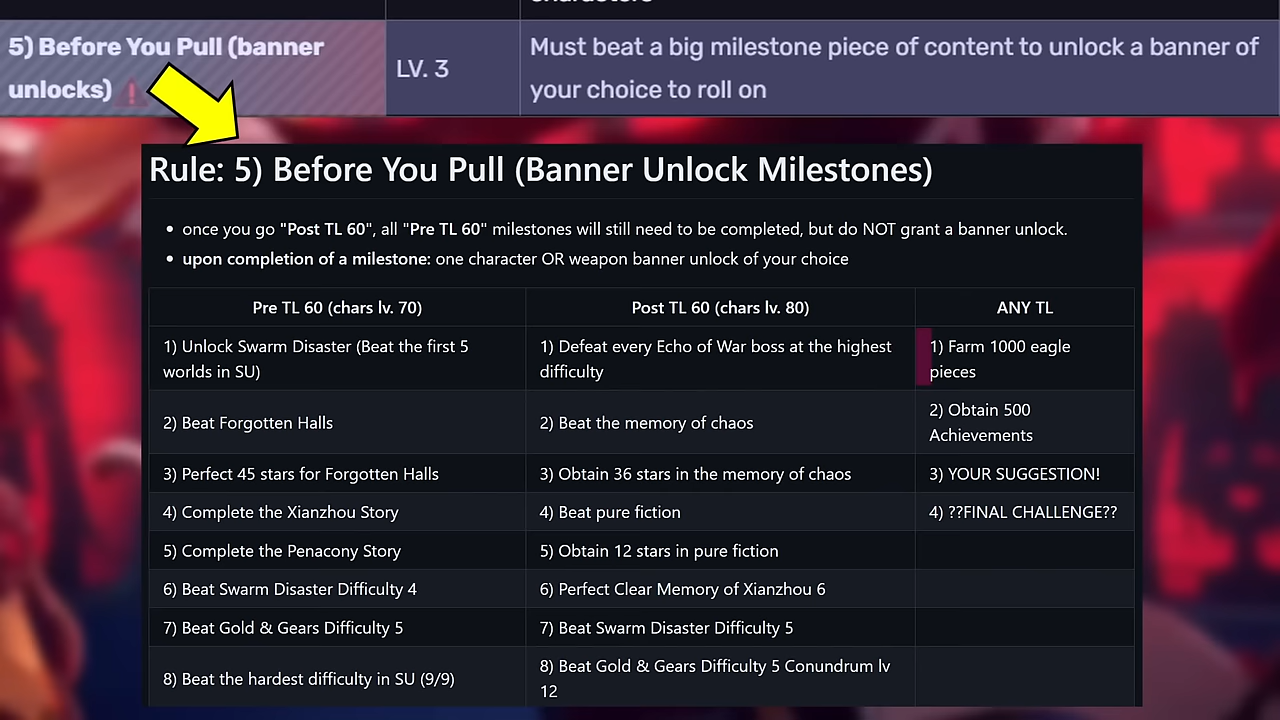 characters
5) Before You Pull (banner
unlocks)
LV. 3
Must beat a big milestone piece of content to unlock a banner of
your choice to roll on
Rule: 5) Before You Pull (Banner Unlock Milestones)
• once you go "Post TL 60", all "Pre TL 60" milestones will still need to be completed, but do NOT grant a banner unlock.
• upon completion of a milestone: one character OR weapon banner unlock of your choice
Pre TL 60 (chars lv. 70)
Post TL 60 (chars lv. 80)
ANY TL
1) Unlock Swarm Disaster (Beat the first 5
worlds in SU)
1) Defeat every Echo of War boss at the highest
difficulty
1) Farm 1000 eagle
pieces
2) Beat Forgotten Halls
2) Beat the memory of chaos
2) Obtain 500
Achievements
3) Perfect 45 stars for Forgotten Halls
3) Obtain 36 stars in the memory of chaos
3) YOUR SUGGESTION!
4) Complete the Xianzhou Story
4) Beat pure fiction
4) ??FINAL CHALLENGE??
5) Complete the Penacony Story
5) Obtain 12 stars in pure fiction
6) Beat Swarm Disaster Difficulty 4
6) Perfect Clear Memory of Xianzhou 6
7) Beat Gold & Gears Difficulty 5
7) Beat Swarm Disaster Difficulty 5
8) Beat the hardest difficulty in SU (9/9)
8) Beat Gold & Gears Difficulty 5 Conundrum lv
12